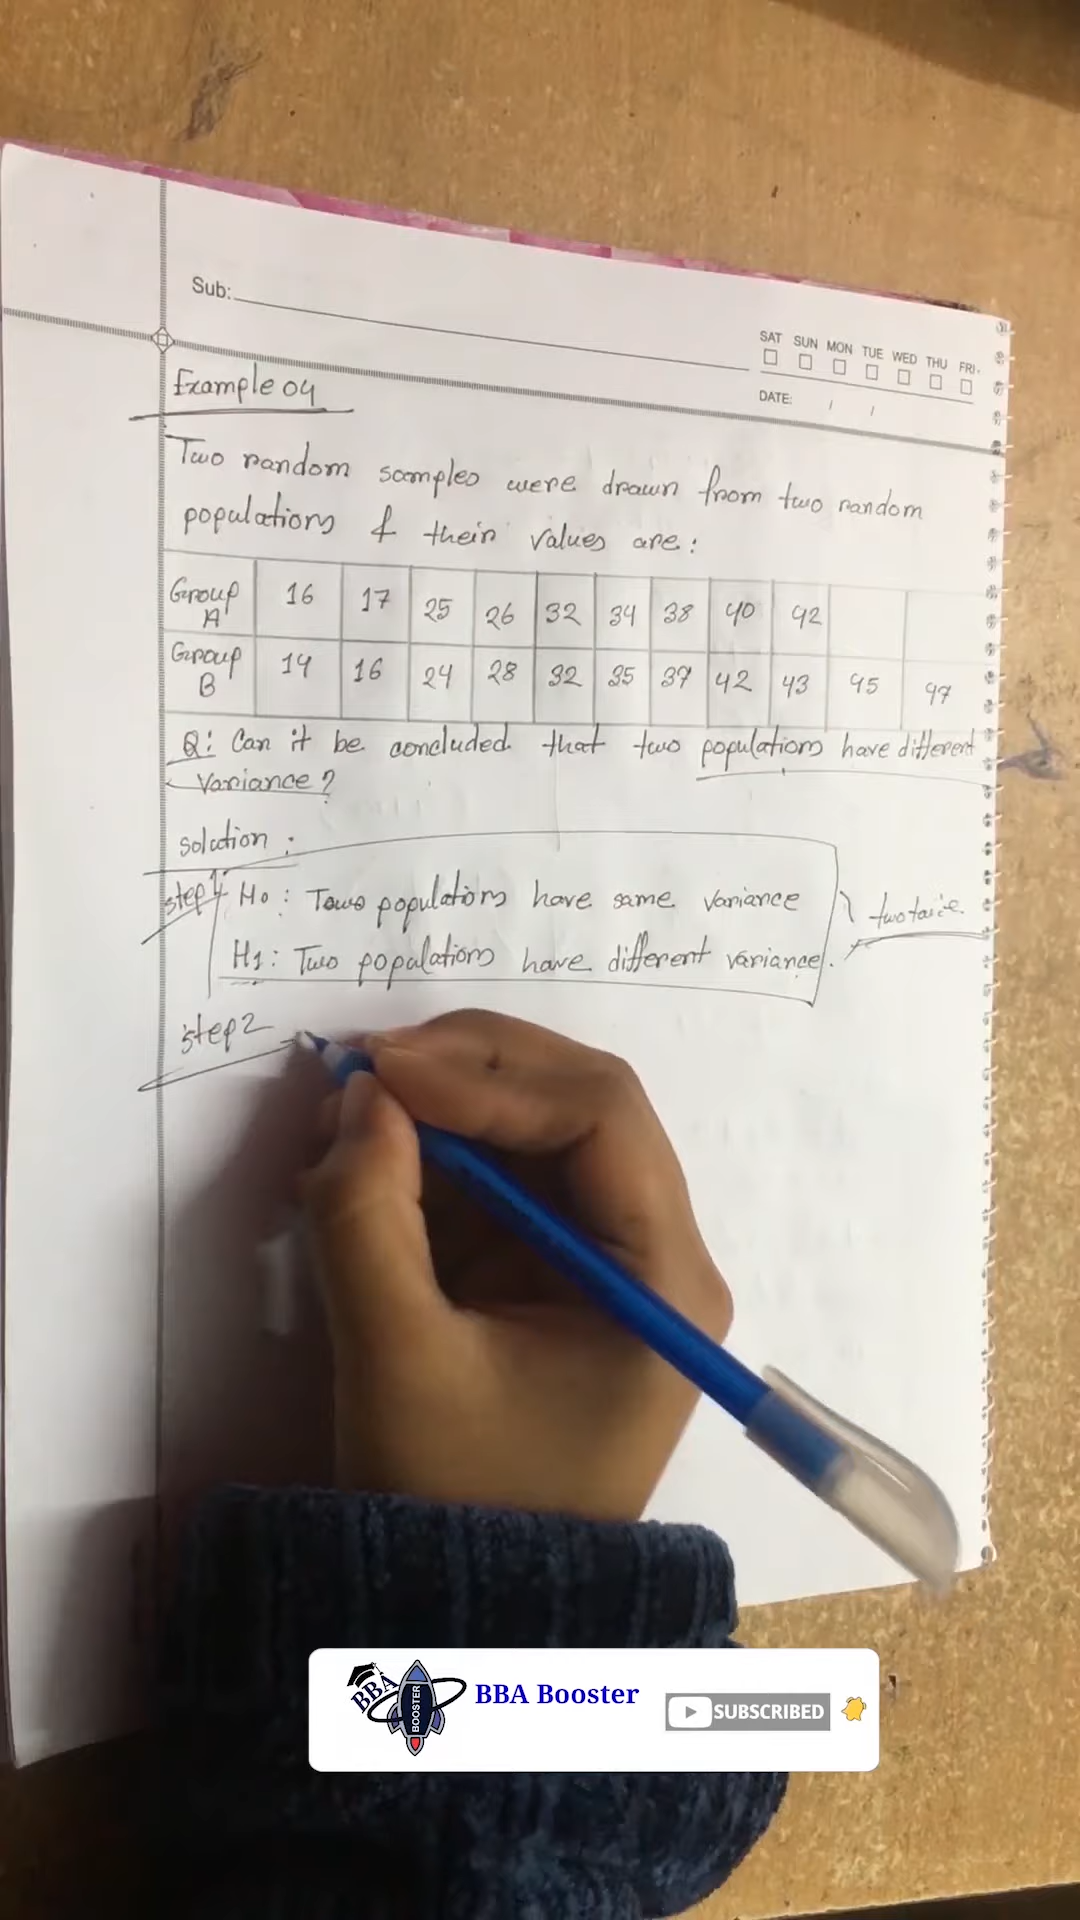 Sub:
SAT SUN MON TUE WED THU FRI
DATE: / /
Example 04
Two random samples were drawn from two random
populations & their values are:
Group A 16 17 25 26 32 34 38 40 42
Group B 14 16 24 28 32 35 37 42 43 45 47
Q: Can it be concluded that two populations have different
variance?
Solution:
Step 1 H0: Two populations have same variance
H1: Two populations have different variance.
Step 2
BBA
BOOSTER
BBA Booster
SUBSCRIBED